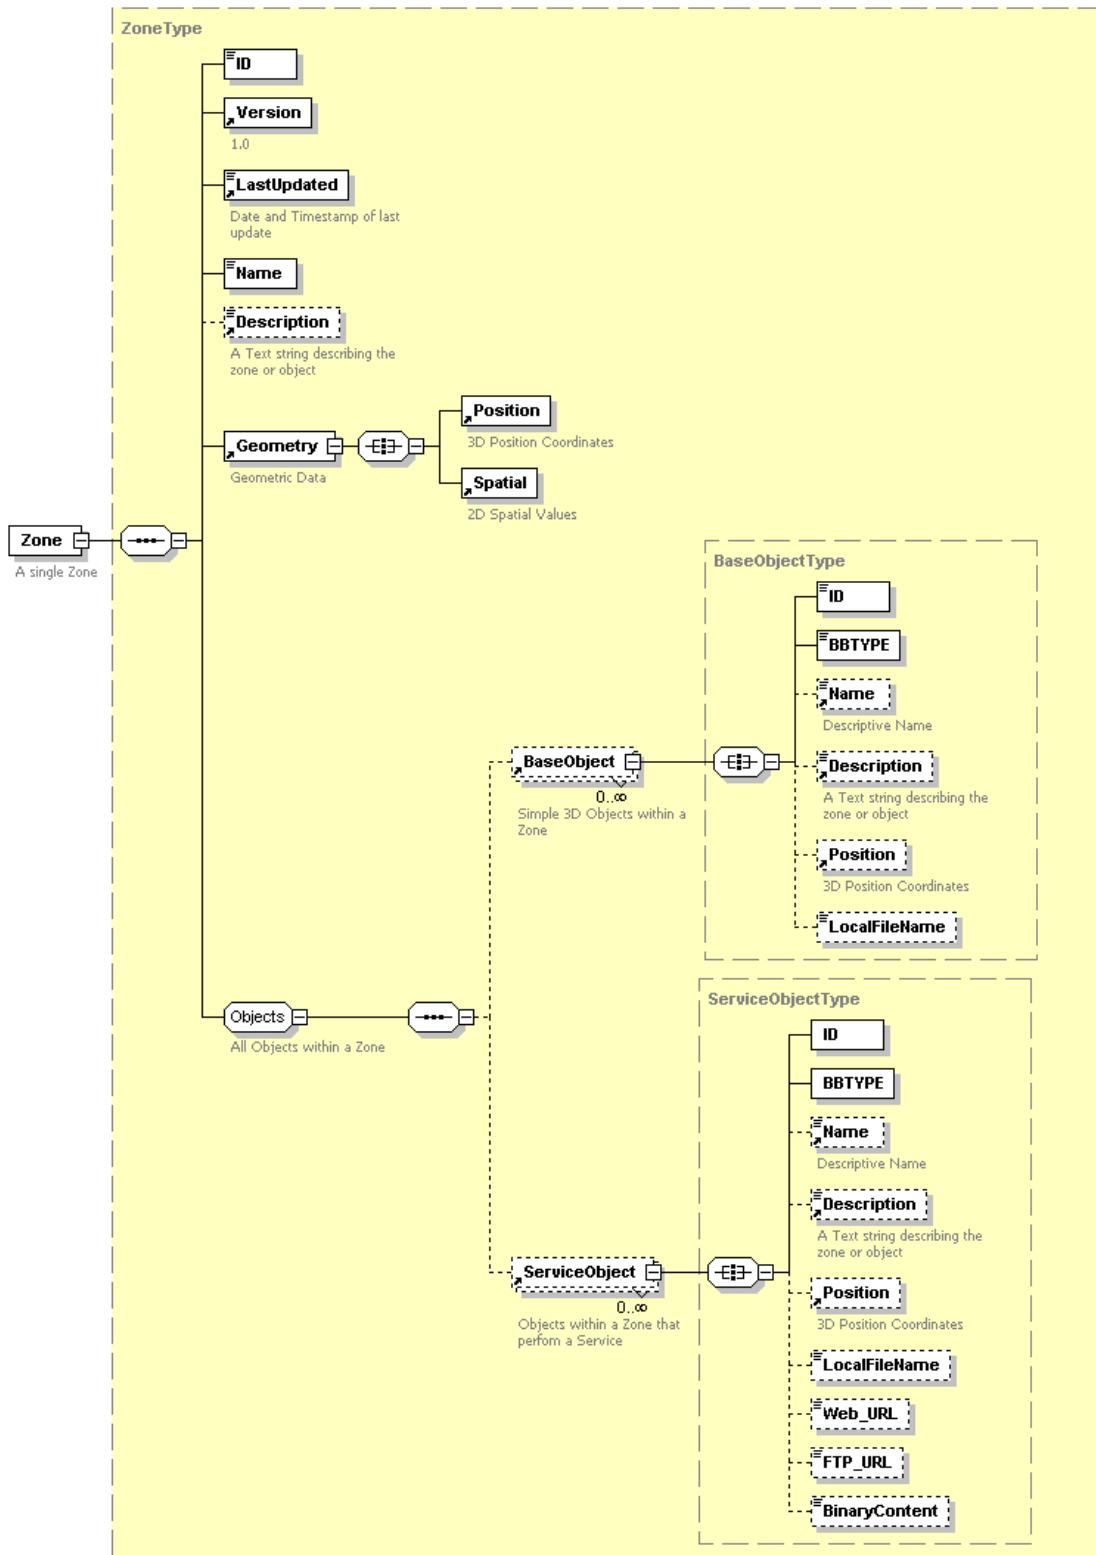 ZoneType
ID
Version
1.0
LastUpdated
Date and Timestamp of last
update
Name
Description
A Text string describing the
zone or object
Geometry
Geometric Data
Position
3D Position Coordinates
Spatial
2D Spatial Values
Zone
A single Zone
BaseObjectType
ID
BBTYPE
Name
Descriptive Name
BaseObject
0..∞
Simple 3D Objects within a
Zone
Description
A Text string describing the
zone or object
Position
3D Position Coordinates
LocalFileName
Objects
All Objects within a Zone
ServiceObjectType
ID
BBTYPE
Name
Descriptive Name
Description
A Text string describing the
zone or object
ServiceObject
0..∞
Objects within a Zone that
perfom a Service
Position
3D Position Coordinates
LocalFileName
Web_URL
FTP_URL
BinaryContent